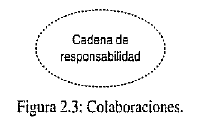 Cadena de
responsabilidad
Figura 2.3: Colaboraciones.